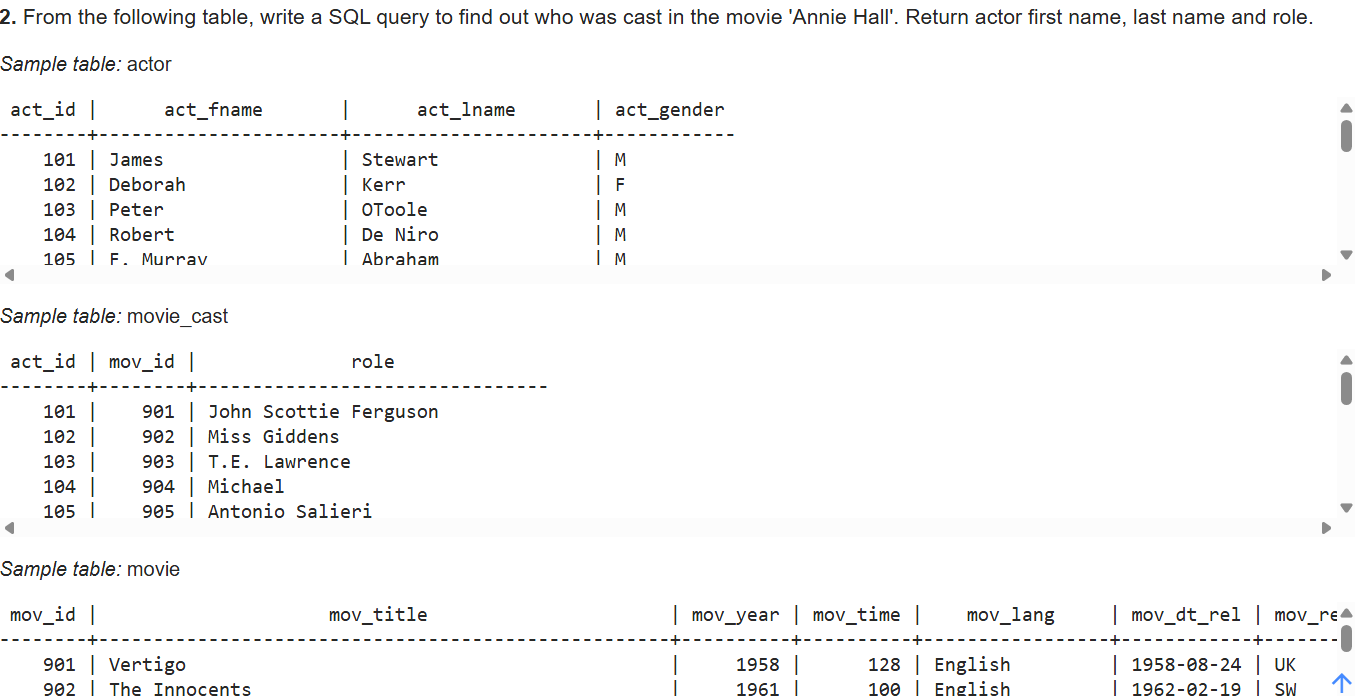 2. From the following table, write a SQL query to find out who was cast in the movie 'Annie Hall'. Return actor first name, last name and role.
Sample table: actor
act_id | act_fname | act_lname | act_gender
--------+----------------------+----------------------+------------
101 | James | Stewart | M
102 | Deborah | Kerr | F
103 | Peter | OToole | M
104 | Robert | De Niro | M
105 | F. Murray | Abraham | M
Sample table: movie_cast
act_id | mov_id | role
--------+--------+--------------------------------
101 | 901 | John Scottie Ferguson
102 | 902 | Miss Giddens
103 | 903 | T.E. Lawrence
104 | 904 | Michael
105 | 905 | Antonio Salieri
Sample table: movie
mov_id | mov_title | mov_year | mov_time | mov_lang | mov_dt_rel | mov_re
--------+----------------------------------------------------+----------+----------+-----------------+------------+-------
901 | Vertigo | 1958 | 128 | English | 1958-08-24 | UK
902 | The Innocents | 1961 | 100 | English | 1962-02-19 | SW